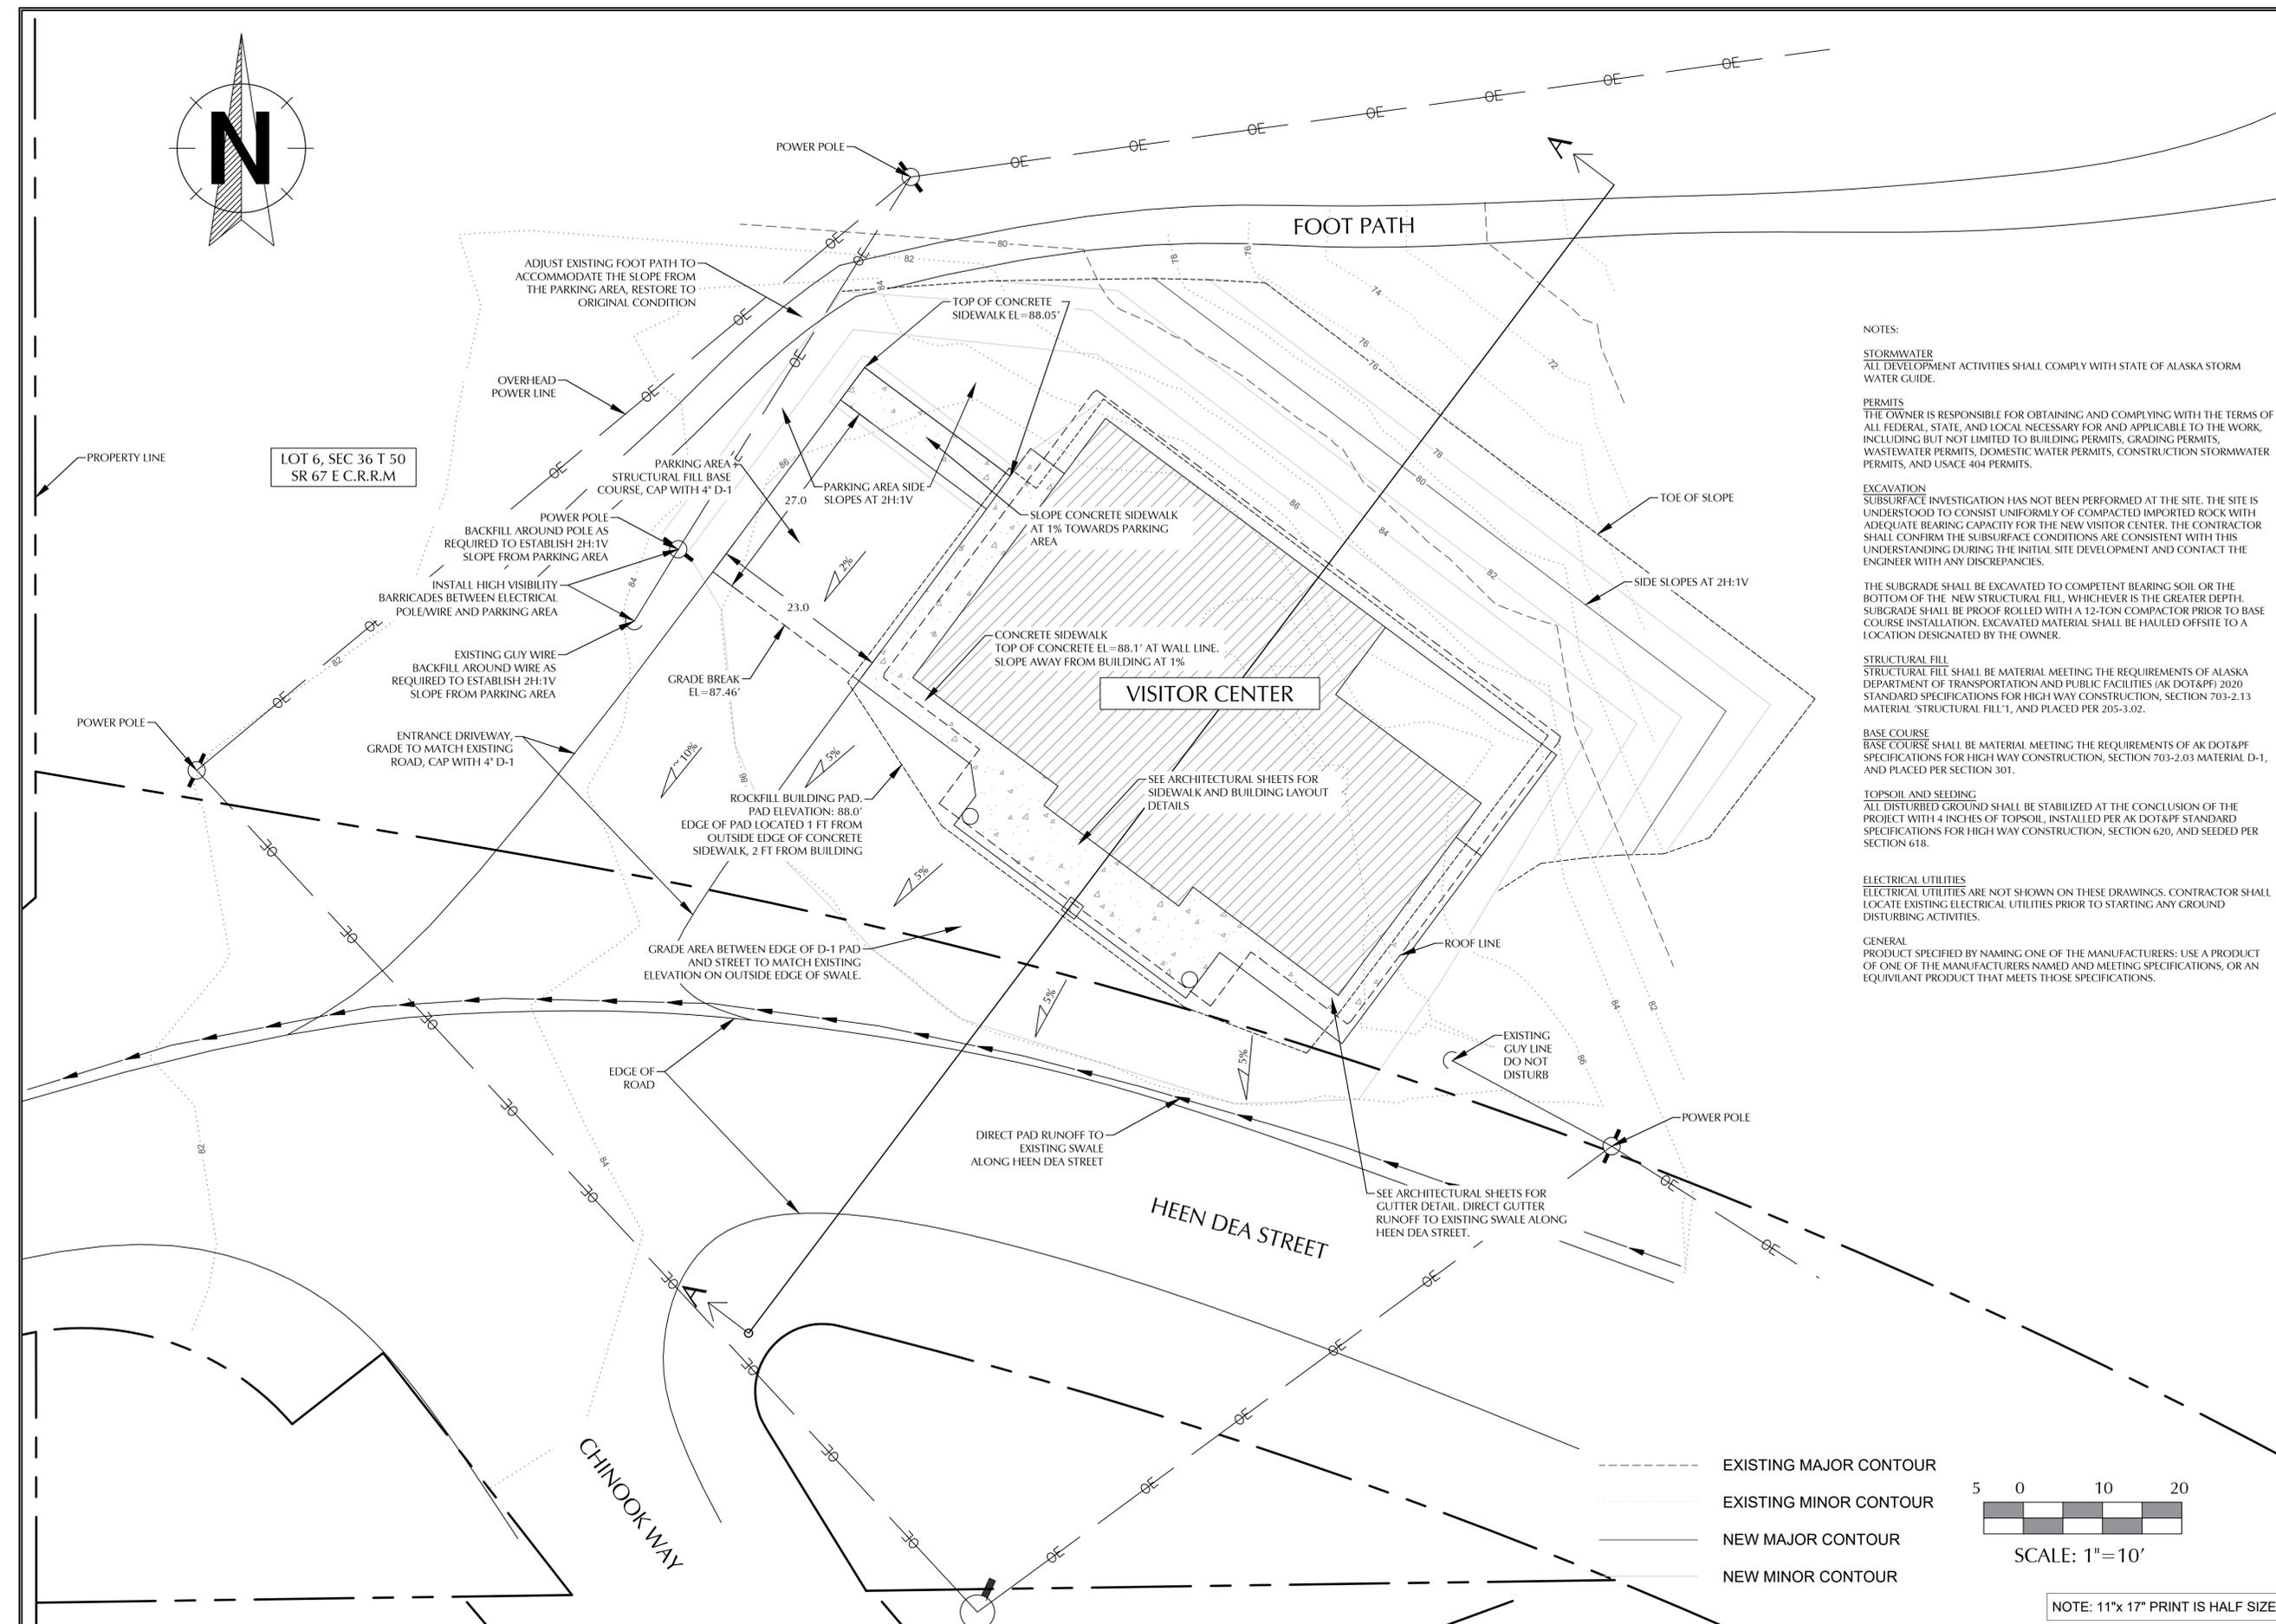 N
POWER POLE
OE
OE
OE
OE
OE
OE
OE
A
FOOT PATH
ADJUST EXISTING FOOT PATH TO
ACCOMMODATE THE SLOPE FROM
THE PARKING AREA, RESTORE TO
ORIGINAL CONDITION
TOP OF CONCRETE
SIDEWALK EL=88.05'
80
82
84
78
76
74
72
76
76
78
80
OVERHEAD
POWER LINE
PROPERTY LINE
LOT 6, SEC 36 T 50
SR 67 E C.R.R.M
PARKING AREA
STRUCTURAL FILL BASE
COURSE, CAP WITH 4" D-1
86
27.0
PARKING AREA SIDE
SLOPES AT 2H:1V
POWER POLE
BACKFILL AROUND POLE AS
REQUIRED TO ESTABLISH 2H:1V
SLOPE FROM PARKING AREA
SLOPE CONCRETE SIDEWALK
AT 1% TOWARDS PARKING
AREA
86
84
82
TOE OF SLOPE
SIDE SLOPES AT 2H:1V
INSTALL HIGH VISIBILITY
BARRICADES BETWEEN ELECTRICAL
POLE/WIRE AND PARKING AREA
84
2%
23.0
82
EXISTING GUY WIRE
BACKFILL AROUND WIRE AS
REQUIRED TO ESTABLISH 2H:1V
SLOPE FROM PARKING AREA
GRADE BREAK
EL=87.46'
CONCRETE SIDEWALK
TOP OF CONCRETE EL=88.1' AT WALL LINE.
SLOPE AWAY FROM BUILDING AT 1%
VISITOR CENTER
POWER POLE
ENTRANCE DRIVEWAY,
GRADE TO MATCH EXISTING
ROAD, CAP WITH 4" D-1
~10%
86
5%
ROCKFILL BUILDING PAD.
PAD ELEVATION: 88.0'
EDGE OF PAD LOCATED 1 FT FROM
OUTSIDE EDGE OF CONCRETE
SIDEWALK, 2 FT FROM BUILDING
SEE ARCHITECTURAL SHEETS FOR
SIDEWALK AND BUILDING LAYOUT
DETAILS
5%
GRADE AREA BETWEEN EDGE OF D-1 PAD
AND STREET TO MATCH EXISTING
ELEVATION ON OUTSIDE EDGE OF SWALE.
ROOF LINE
5%
5%
84
82
86
EXISTING
GUY LINE
DO NOT
DISTURB
EDGE OF
ROAD
POWER POLE
DIRECT PAD RUNOFF TO
EXISTING SWALE
ALONG HEEN DEA STREET
82
84
HEEN DEA STREET
SEE ARCHITECTURAL SHEETS FOR
GUTTER DETAIL. DIRECT GUTTER
RUNOFF TO EXISTING SWALE ALONG
HEEN DEA STREET.
A
CHINOOK WAY
NOTES:
STORMWATER
ALL DEVELOPMENT ACTIVITIES SHALL COMPLY WITH STATE OF ALASKA STORM
WATER GUIDE.
PERMITS
THE OWNER IS RESPONSIBLE FOR OBTAINING AND COMPLYING WITH THE TERMS OF
ALL FEDERAL, STATE, AND LOCAL NECESSARY FOR AND APPLICABLE TO THE WORK,
INCLUDING BUT NOT LIMITED TO BUILDING PERMITS, GRADING PERMITS,
WASTEWATER PERMITS, DOMESTIC WATER PERMITS, CONSTRUCTION STORMWATER
PERMITS, AND USACE 404 PERMITS.
EXCAVATION
SUBSURFACE INVESTIGATION HAS NOT BEEN PERFORMED AT THE SITE. THE SITE IS
UNDERSTOOD TO CONSIST UNIFORMLY OF COMPACTED IMPORTED ROCK WITH
ADEQUATE BEARING CAPACITY FOR THE NEW VISITOR CENTER. THE CONTRACTOR
SHALL CONFIRM THE SUBSURFACE CONDITIONS ARE CONSISTENT WITH THIS
UNDERSTANDING DURING THE INITIAL SITE DEVELOPMENT AND CONTACT THE
ENGINEER WITH ANY DISCREPANCIES.
THE SUBGRADE SHALL BE EXCAVATED TO COMPETENT BEARING SOIL OR THE
BOTTOM OF THE NEW STRUCTURAL FILL, WHICHEVER IS THE GREATER DEPTH.
SUBGRADE SHALL BE PROOF ROLLED WITH A 12-TON COMPACTOR PRIOR TO BASE
COURSE INSTALLATION. EXCAVATED MATERIAL SHALL BE HAULED OFFSITE TO A
LOCATION DESIGNATED BY THE OWNER.
STRUCTURAL FILL
STRUCTURAL FILL SHALL BE MATERIAL MEETING THE REQUIREMENTS OF ALASKA
DEPARTMENT OF TRANSPORTATION AND PUBLIC FACILITIES (AK DOT&PF) 2020
STANDARD SPECIFICATIONS FOR HIGH WAY CONSTRUCTION, SECTION 703-2.13
MATERIAL 'STRUCTURAL FILL'1, AND PLACED PER 205-3.02.
BASE COURSE
BASE COURSE SHALL BE MATERIAL MEETING THE REQUIREMENTS OF AK DOT&PF
SPECIFICATIONS FOR HIGH WAY CONSTRUCTION, SECTION 703-2.03 MATERIAL D-1,
AND PLACED PER SECTION 301.
TOPSOIL AND SEEDING
ALL DISTURBED GROUND SHALL BE STABILIZED AT THE CONCLUSION OF THE
PROJECT WITH 4 INCHES OF TOPSOIL, INSTALLED PER AK DOT&PF STANDARD
SPECIFICATIONS FOR HIGH WAY CONSTRUCTION, SECTION 620, AND SEEDED PER
SECTION 618.
ELECTRICAL UTILITIES
ELECTRICAL UTILITIES ARE NOT SHOWN ON THESE DRAWINGS. CONTRACTOR SHALL
LOCATE EXISTING ELECTRICAL UTILITIES PRIOR TO STARTING ANY GROUND
DISTURBING ACTIVITIES.
GENERAL
PRODUCT SPECIFIED BY NAMING ONE OF THE MANUFACTURERS: USE A PRODUCT
OF ONE OF THE MANUFACTURERS NAMED AND MEETING SPECIFICATIONS, OR AN
EQUIVILANT PRODUCT THAT MEETS THOSE SPECIFICATIONS.
EXISTING MAJOR CONTOUR
EXISTING MINOR CONTOUR
NEW MAJOR CONTOUR
NEW MINOR CONTOUR
5 0 10 20
SCALE: 1"=10'
NOTE: 11"x 17" PRINT IS HALF SIZE